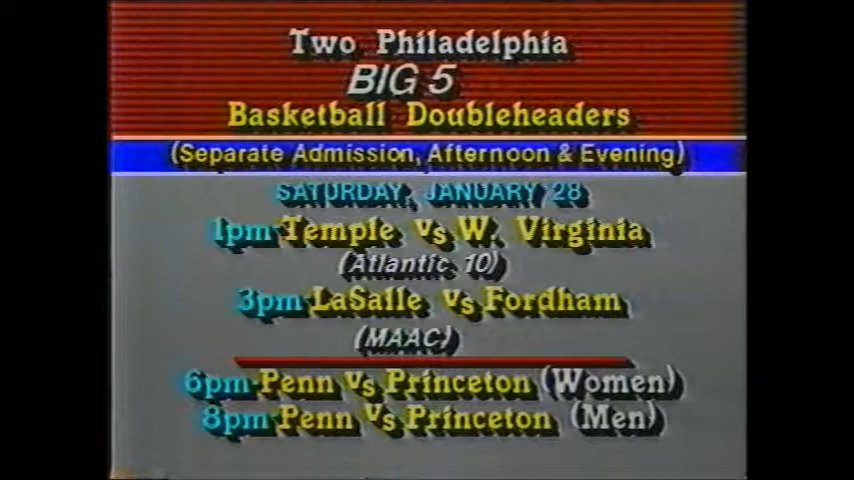 Two Philadelphia
BIG 5
Basketball Doubleheaders
(Separate Admission, Afternoon & Evening)
SATURDAY, JANUARY 28
1pm Temple vs W. Virginia
(Atlantic 10)
3pm LaSalle vs Fordham
(MAAC)
6pm Penn vs Princeton (Women)
8pm Penn vs Princeton (Men)